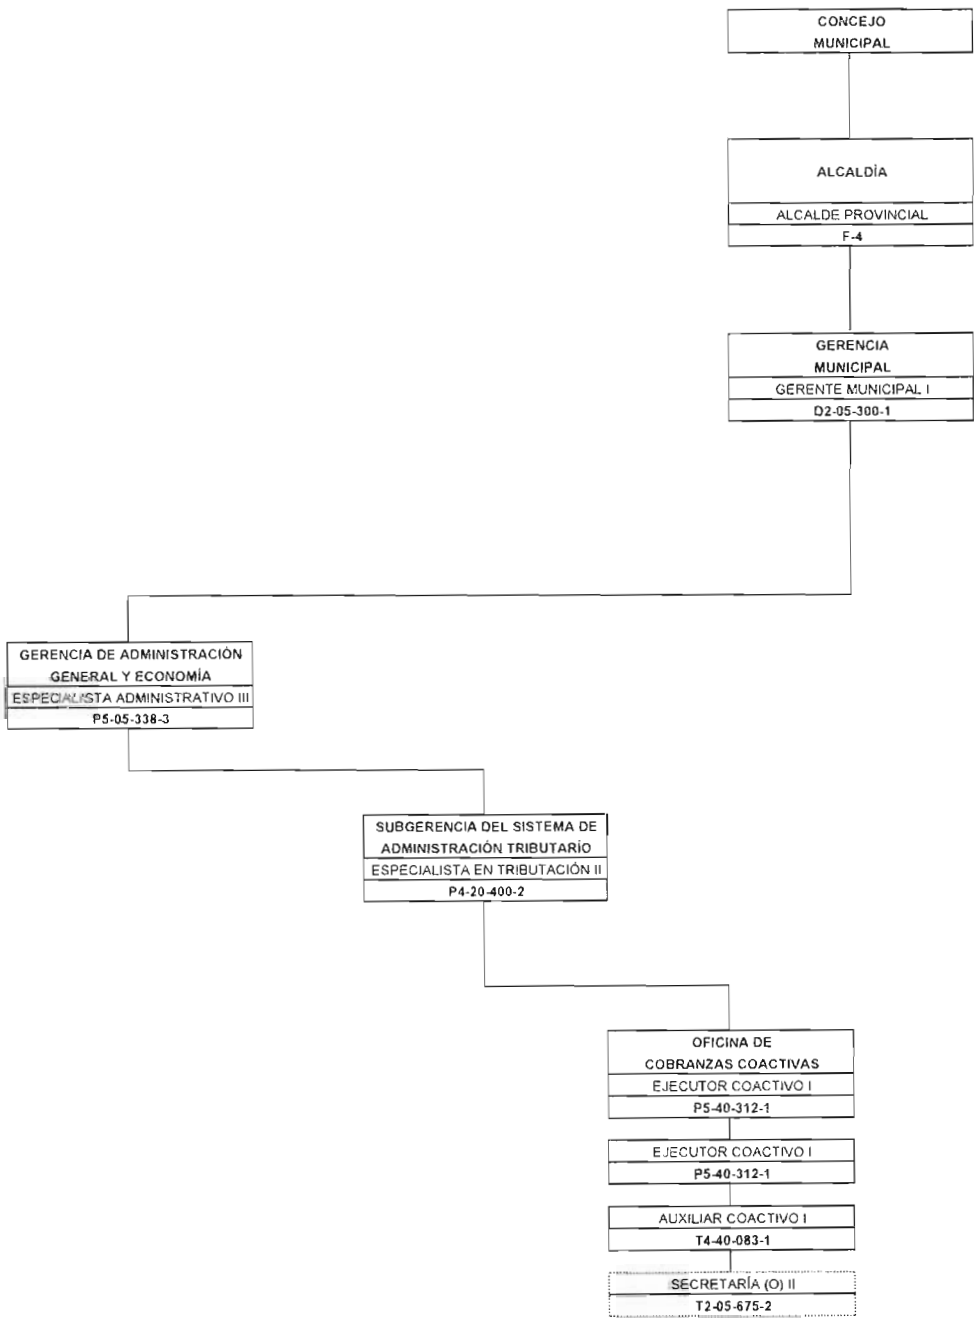 CONCEJO
MUNICIPAL
ALCALDÍA
ALCALDE PROVINCIAL
F-4
GERENCIA
MUNICIPAL
GERENTE MUNICIPAL I
D2-05-300-1
GERENCIA DE ADMINISTRACIÓN
GENERAL Y ECONOMÍA
ESPECIALISTA ADMINISTRATIVO III
P5-05-338-3
SUBGERENCIA DEL SISTEMA DE
ADMINISTRACIÓN TRIBUTARÍO
ESPECIALISTA EN TRIBUTACIÓN II
P4-20-400-2
OFICINA DE
COBRANZAS COACTIVAS
EJECUTOR COACTIVO I
P5-40-312-1
EJECUTOR COACTIVO I
P5-40-312-1
AUXILIAR COACTIVO I
T4-40-083-1
SECRETARÍA (O) II
T2-05-675-2